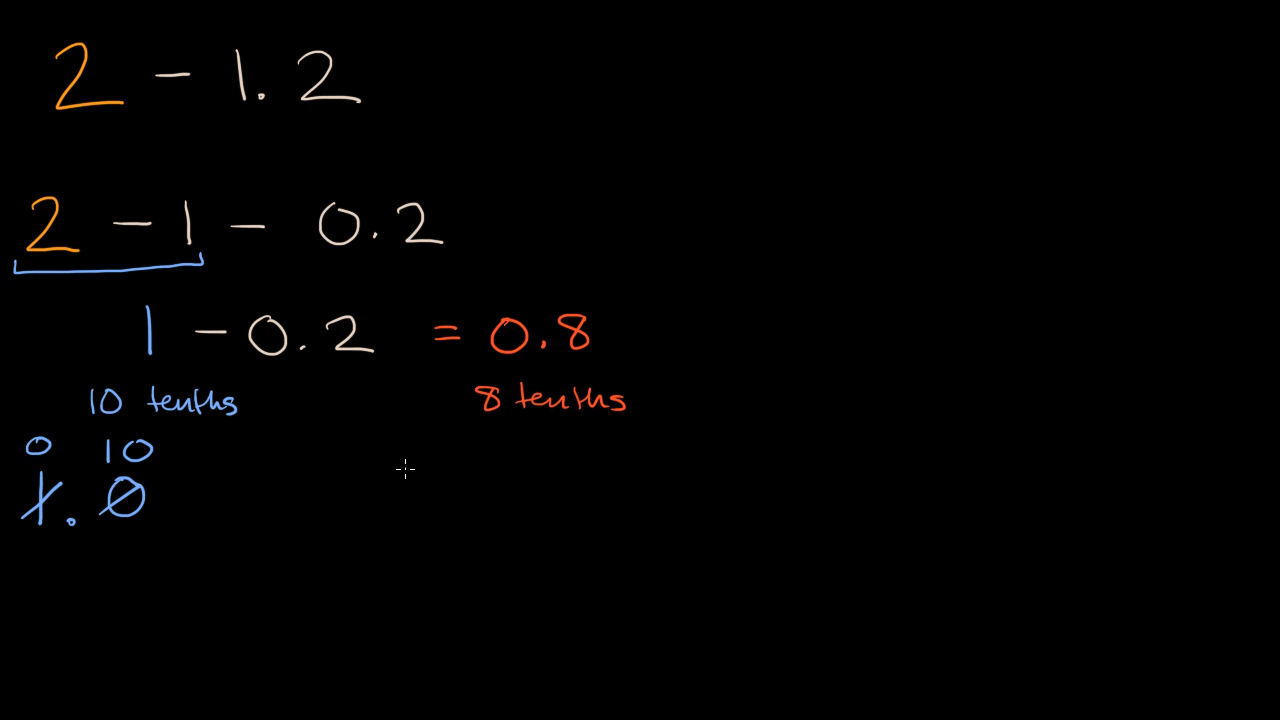 2 - 1.2
2 - 1 - 0.2
1 - 0.2 = 0.8
10 tenths 8 tenths
0 10
1.0